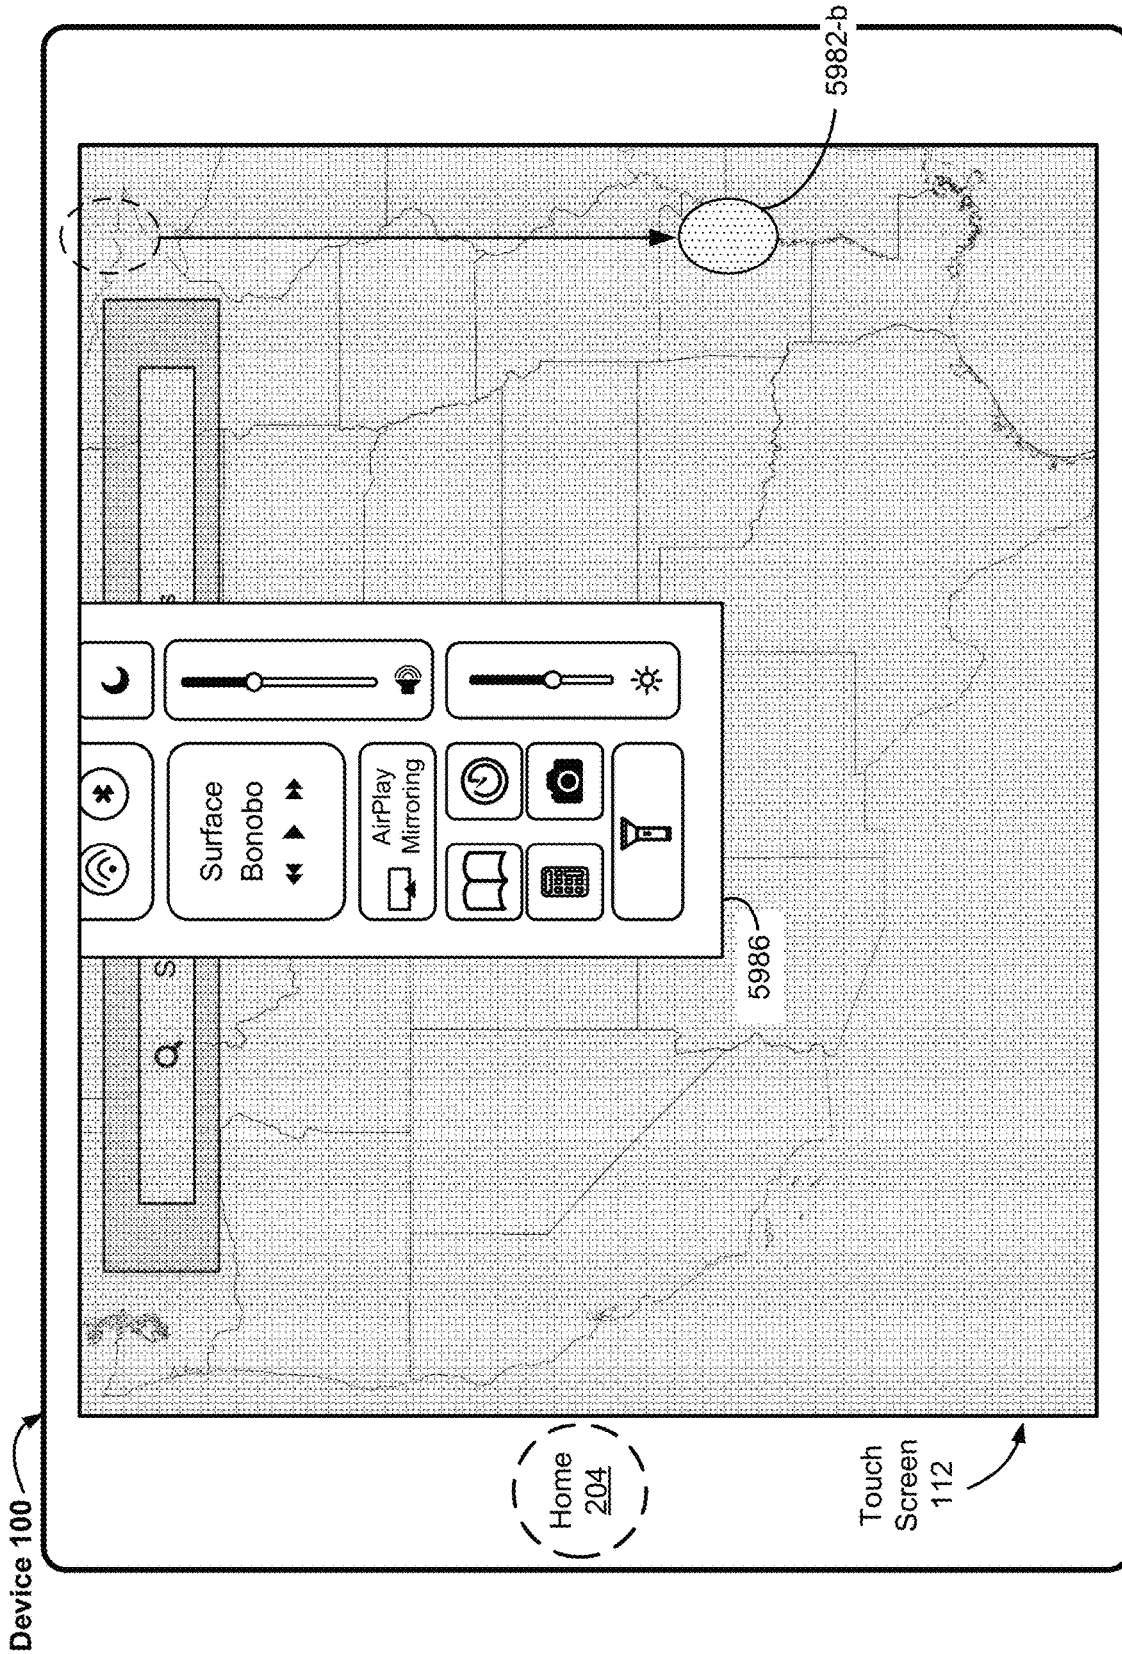 Device 100
5982-b
S
s
Surface
Bonobo
AirPlay
Mirroring
5986
Home
204
Touch
Screen
112